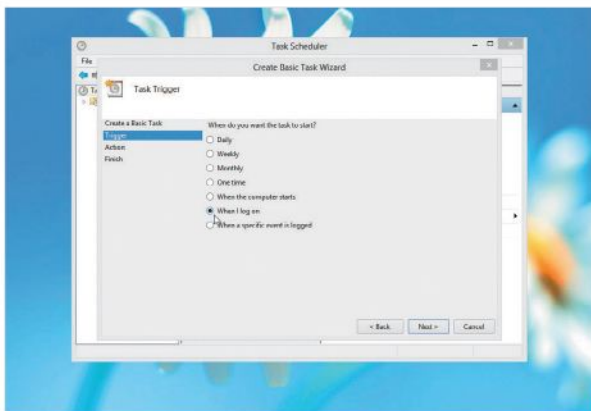 Task Scheduler
File
Create Basic Task Wizard
Task Trigger
Create a Basic Task
When do you want the task to start?
Trigger
Daily
Action
Weekly
Finish
Monthly
One time
When the computer starts
When I log on
When a specific event is logged
< Back
Next >
Cancel